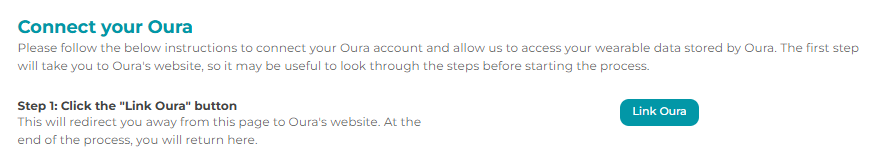 Connect your Oura
Please follow the below instructions to connect your Oura account and allow us to access your wearable data stored by Oura. The first step
will take you to Oura's website, so it may be useful to look through the steps before starting the process.
Step 1: Click the "Link Oura" button
This will redirect you away from this page to Oura's website. At the
end of the process, you will return here.
Link Oura